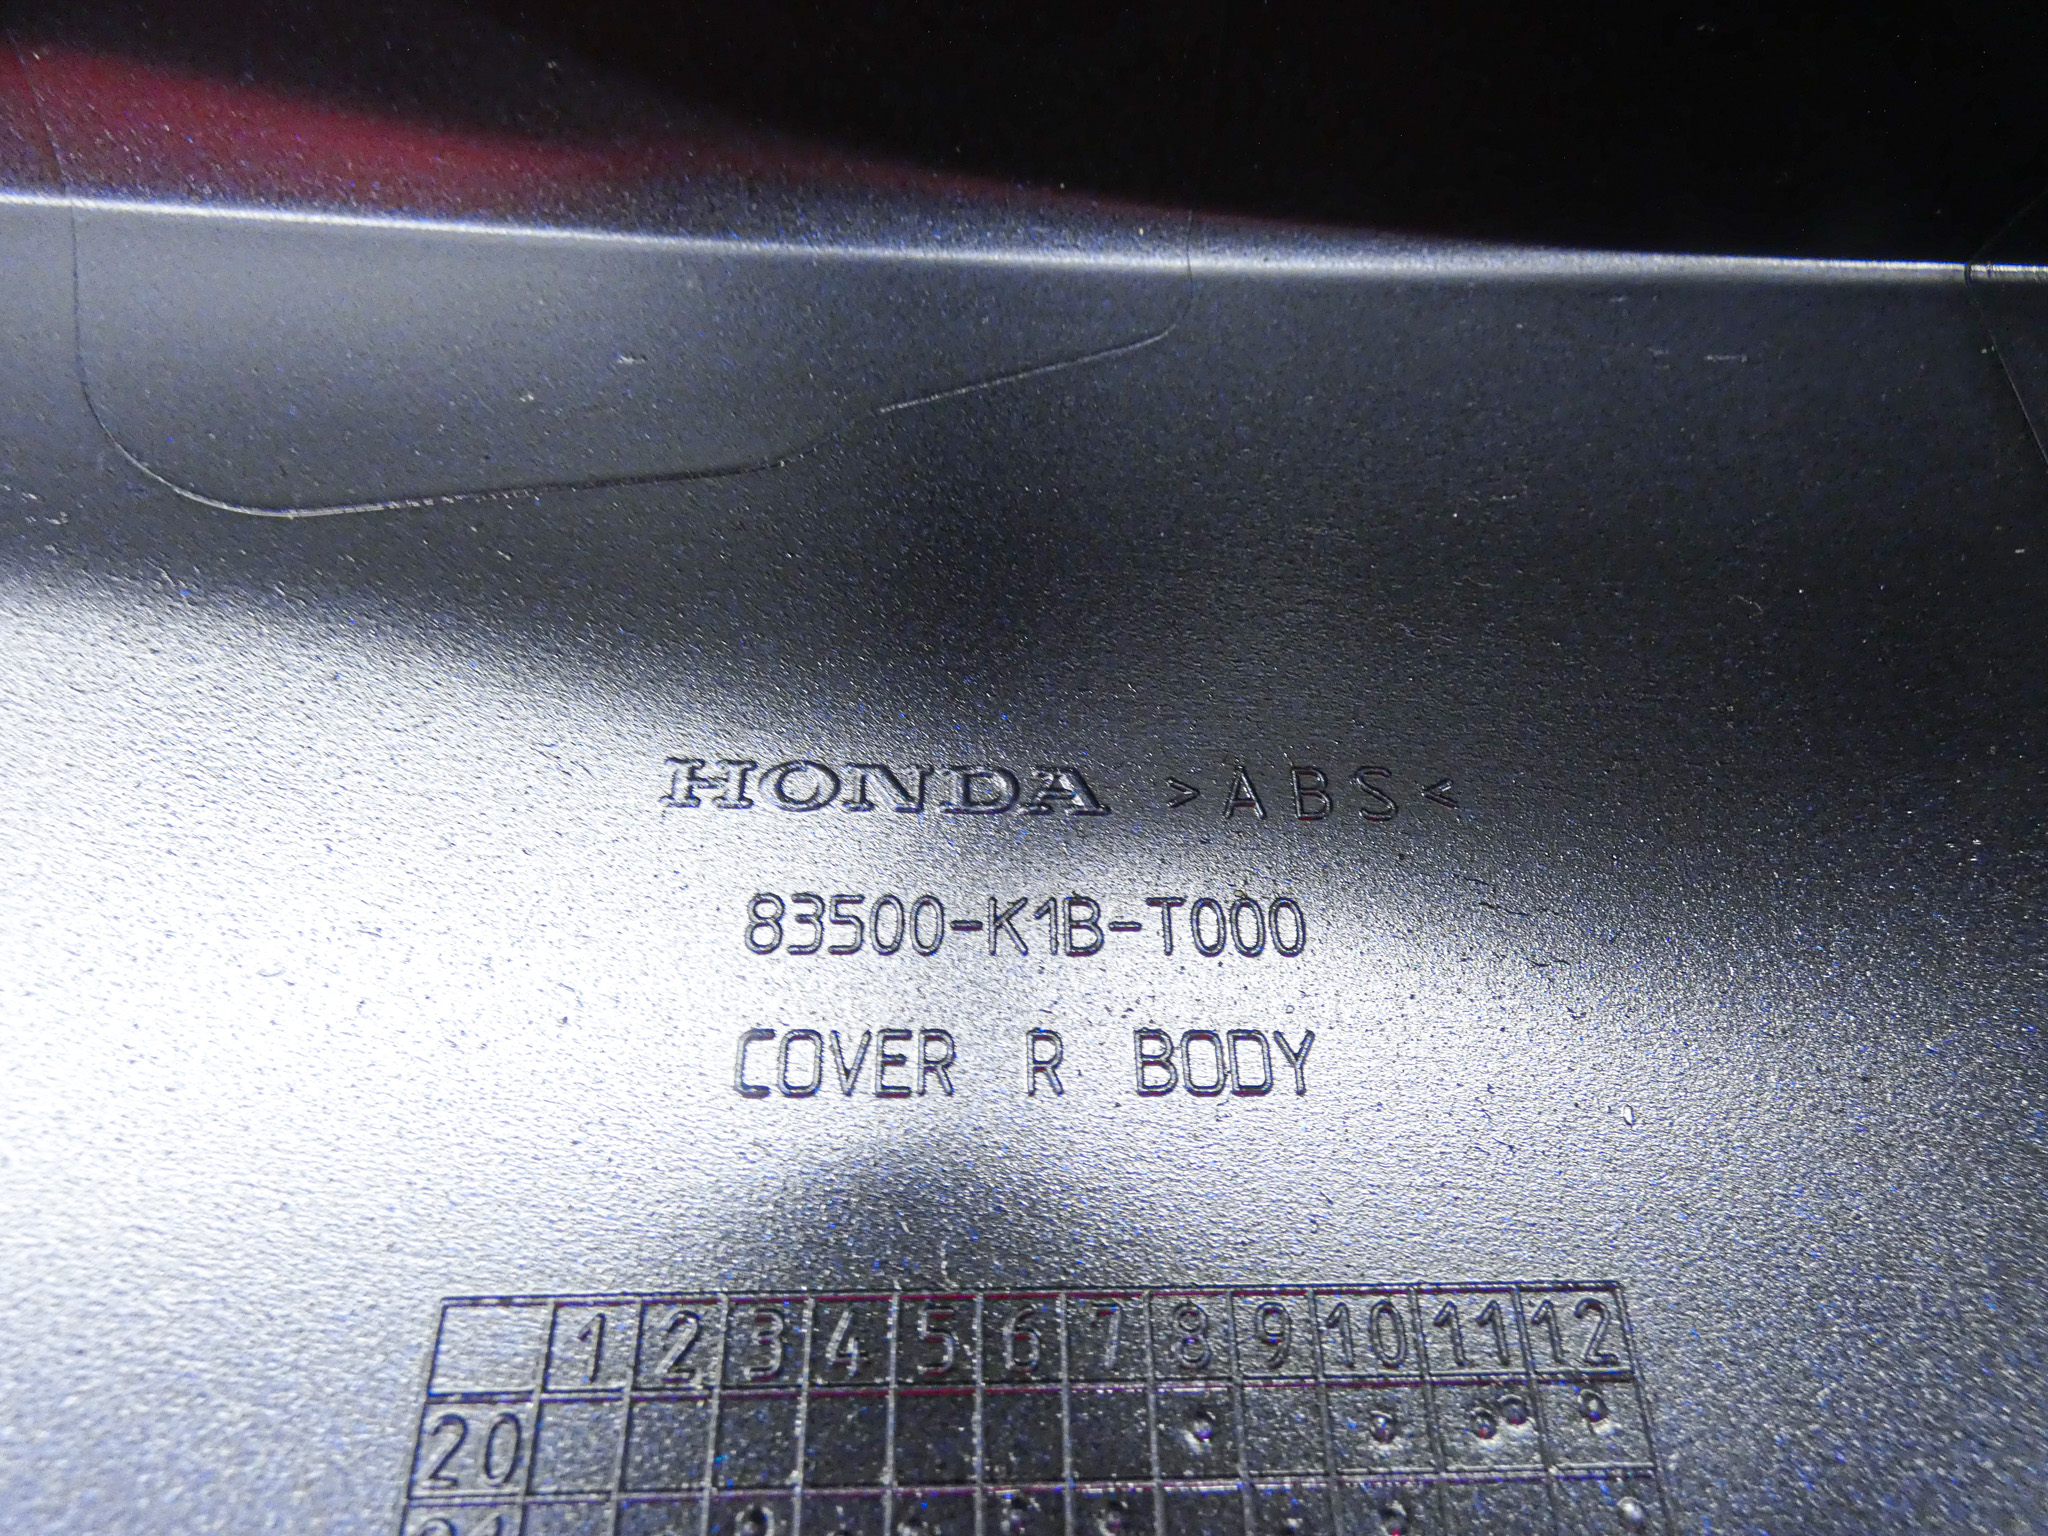 HONDA >ABS<
83500-K1B-T000
COVER R BODY
1 2 3 4 5 6 7 8 9 10 11 12
20